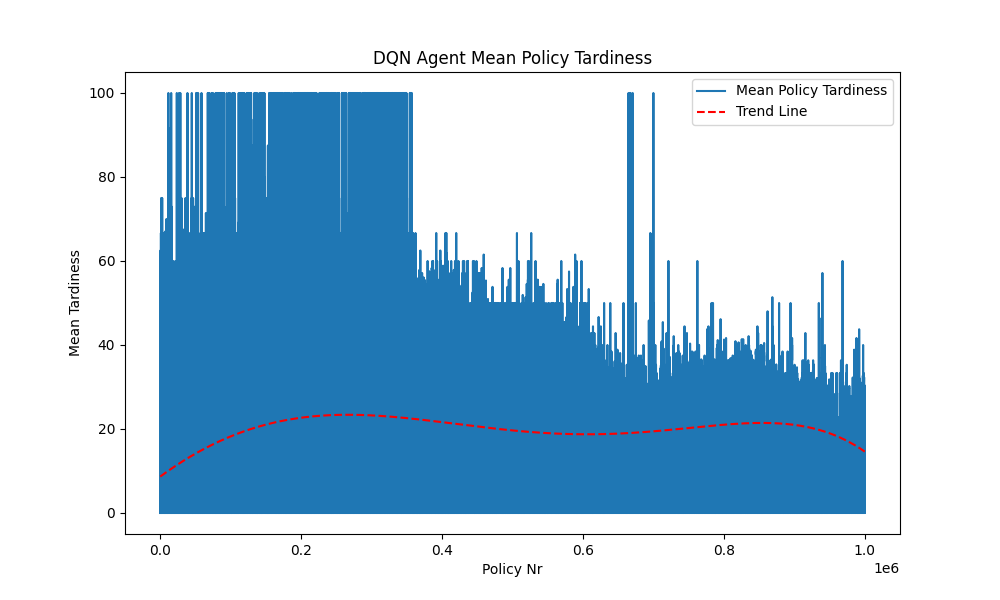 DQN Agent Mean Policy Tardiness
Mean Policy Tardiness
Trend Line
Mean Tardiness
100
80
60
40
20
0
0.0 0.2 0.4 0.6 0.8 1.0
1e6
Policy Nr